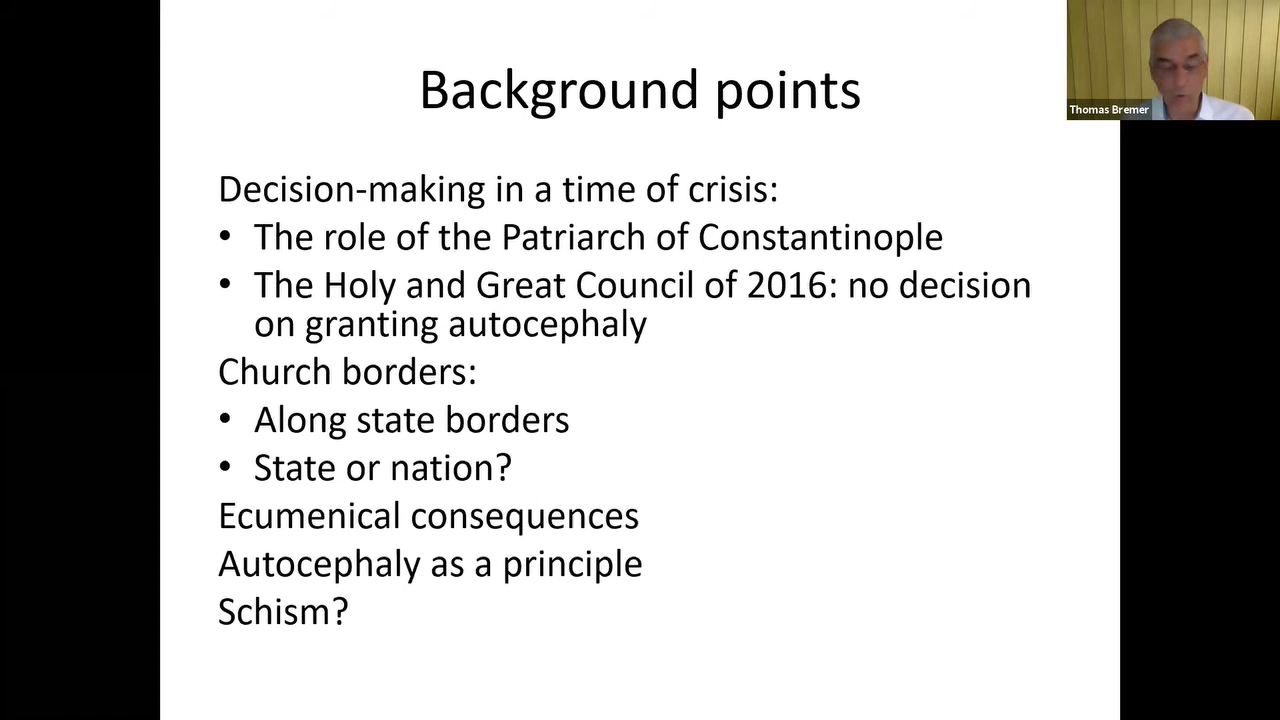 Background points
Thomas Bremer
Decision-making in a time of crisis:
• The role of the Patriarch of Constantinople
• The Holy and Great Council of 2016: no decision
on granting autocephaly
Church borders:
• Along state borders
• State or nation?
Ecumenical consequences
Autocephaly as a principle
Schism?